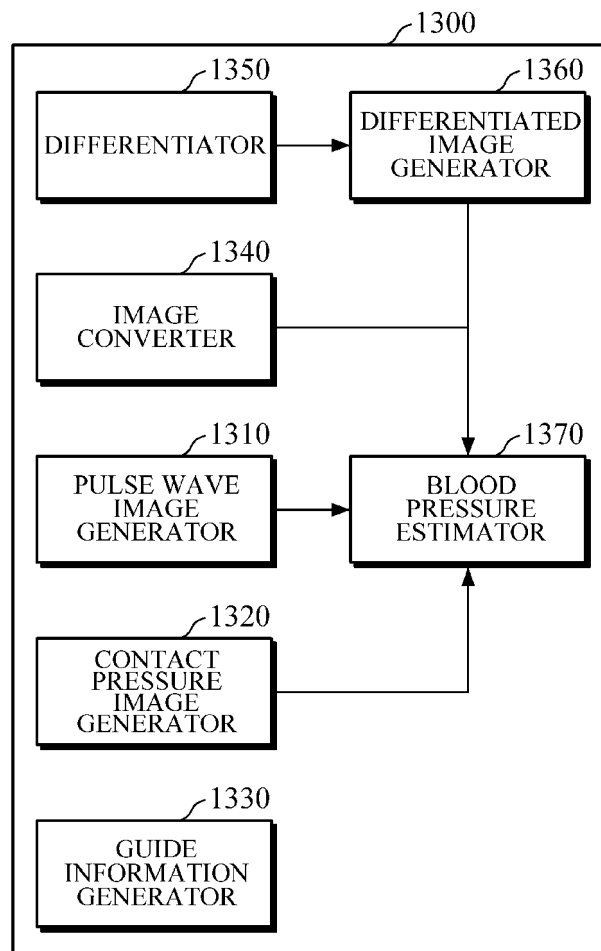 1300
1350
DIFFERENTIATOR
1360
DIFFERENTIATED
IMAGE
GENERATOR
1340
IMAGE
CONVERTER
1310
PULSE WAVE
IMAGE
GENERATOR
1370
BLOOD
PRESSURE
ESTIMATOR
1320
CONTACT
PRESSURE
IMAGE
GENERATOR
1330
GUIDE
INFORMATION
GENERATOR